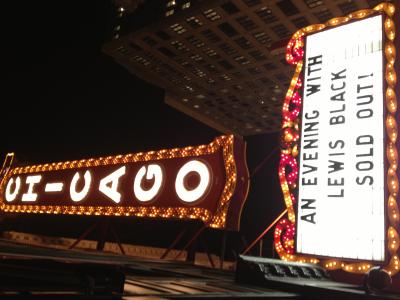 CHICAGO
AN EVENING WITH
LEWIS BLACK
SOLD OUT!